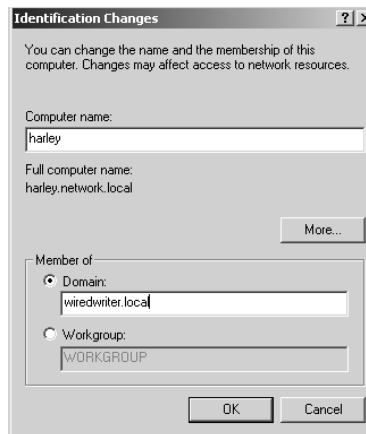 Identification Changes
You can change the name and the membership of this
computer. Changes may affect access to network resources.
Computer name:
harley
Full computer name:
harley.network.local
More...
Member of
Domain:
wiredwriter.local
Workgroup:
WORKGROUP
OK Cancel